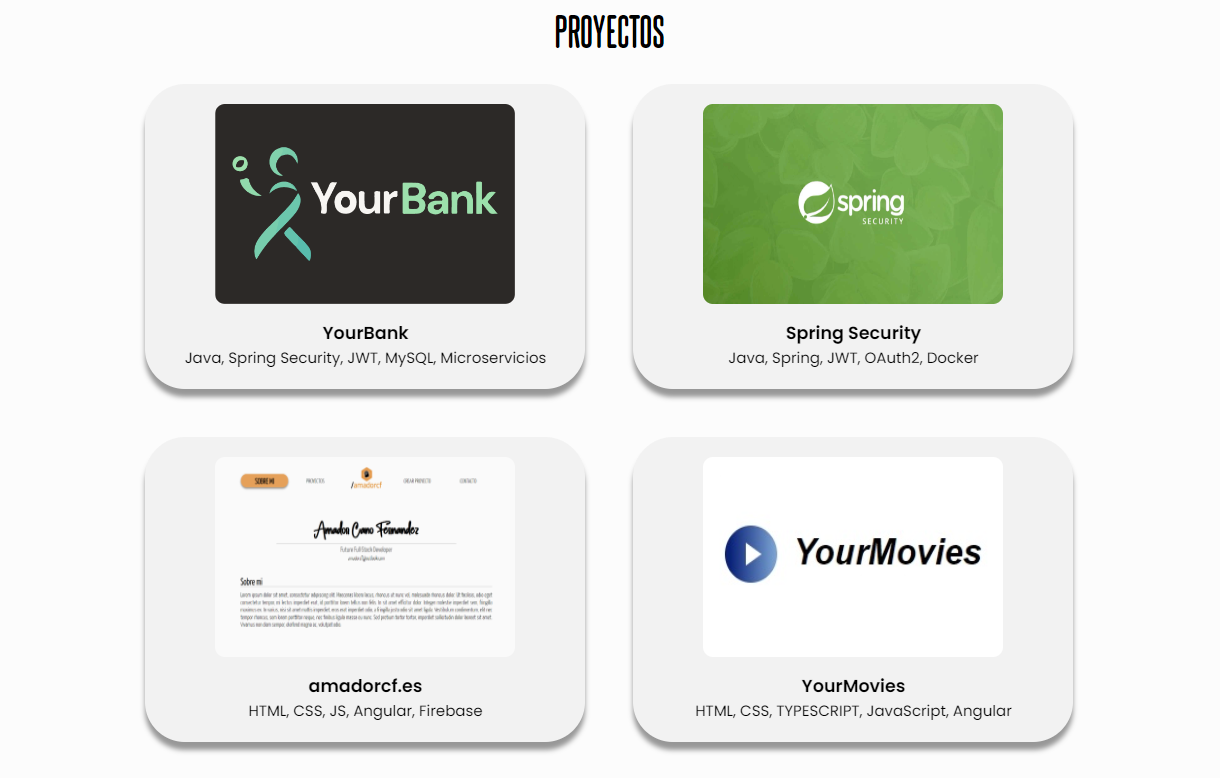 PROYECTOS
YourBank
spring
SECURITY
YourBank
Java, Spring Security, JWT, MySQL, Microservicios
Spring Security
Java, Spring, JWT, OAuth2, Docker
SOBRE MI PROYECTOS /amadorcf CREAR PROYECTO CONTACTO
Amador Cano Fernandez
Future Full Stack Developer
Sobre mi
YourMovies
amadorcf.es
HTML, CSS, JS, Angular, Firebase
YourMovies
HTML, CSS, TYPESCRIPT, JavaScript, Angular